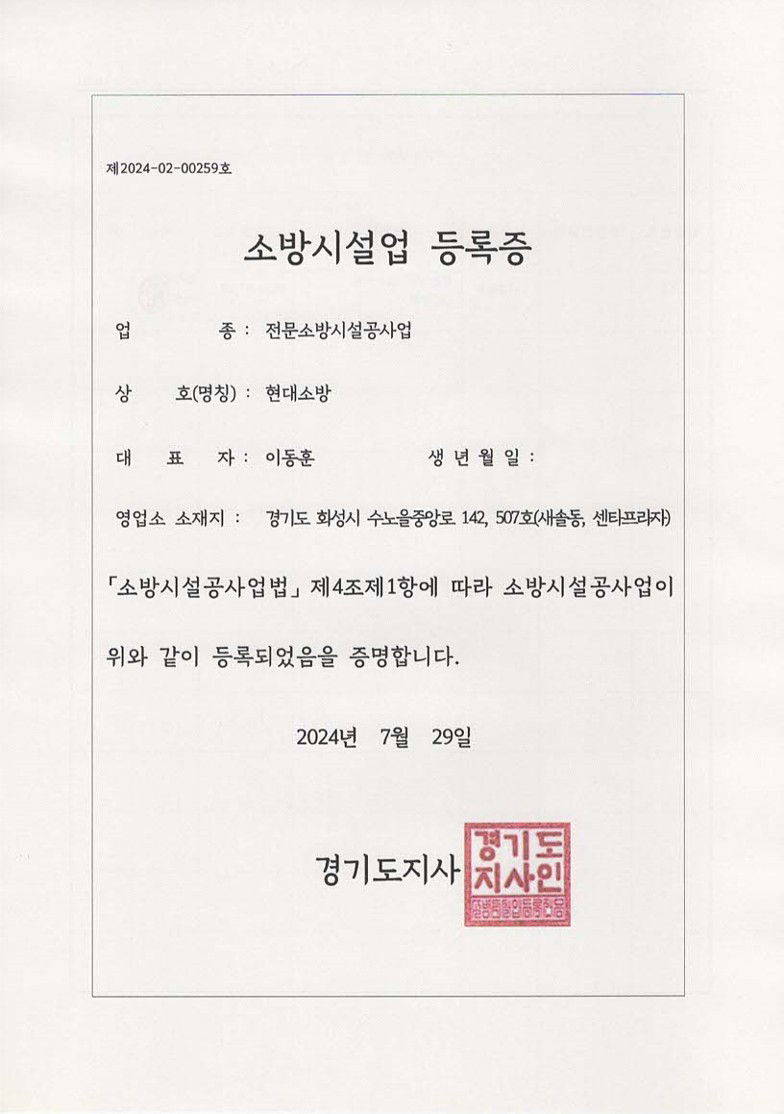 제2024-02-00259호
소방시설업 등록증
업 종 : 전문소방시설공사업
상 호(명칭) : 현대소방
대 표 자 : 이동훈 생 년 월 일 :
영업소 소재지 : 경기도 화성시 수노을중앙로 142, 507호(새솔동, 센타프라자)
「소방시설공사업법」 제4조제1항에 따라 소방시설공사업이
위와 같이 등록되었음을 증명합니다.
2024년 7월 29일
경기도지사
경기도
지사인